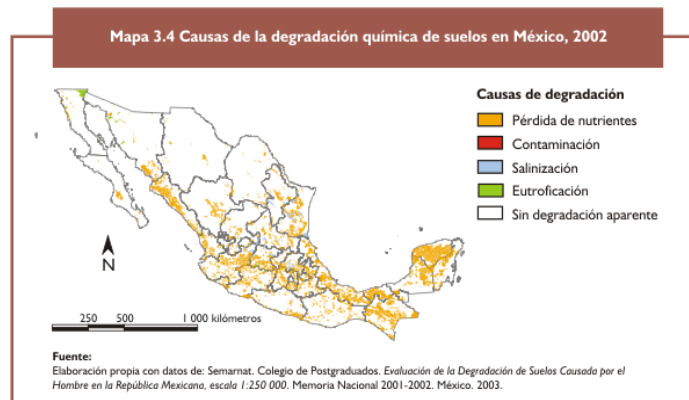 Mapa 3.4 Causas de la degradación química de suelos en México, 2002
Causas de degradación
Pérdida de nutrientes
Contaminación
Salinización
Eutroficación
Sin degradación aparente
N
250 500 1 000 kilómetros
Fuente:
Elaboración propia con datos de: Semarnat. Colegio de Postgraduados. Evaluación de la Degradación de Suelos Causada por el
Hombre en la República Mexicana, escala 1:250 000. Memoria Nacional 2001-2002. México. 2003.